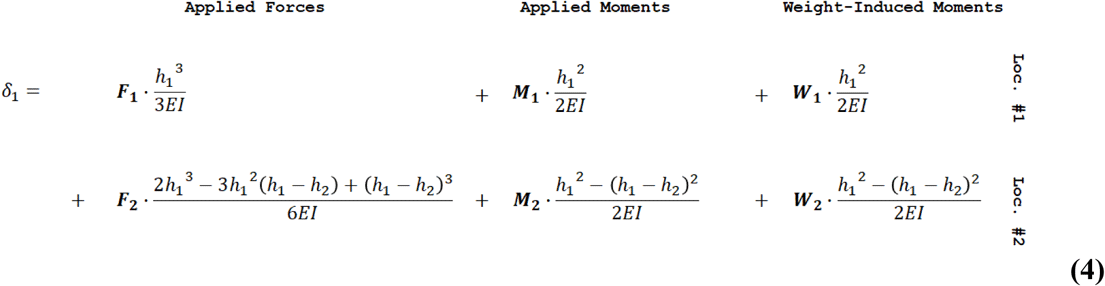 Applied Forces Applied Moments Weight-Induced Moments
δ₁ = F₁ · h₁³/3EI + M₁ · h₁²/2EI + W₁ · h₁²/2EI Loc. #1
+ F₂ · (2h₁³ − 3h₁²(h₁ − h₂) + (h₁ − h₂)³)/6EI + M₂ · (h₁² − (h₁ − h₂)²)/2EI + W₂ · (h₁² − (h₁ − h₂)²)/2EI Loc. #2
(4)